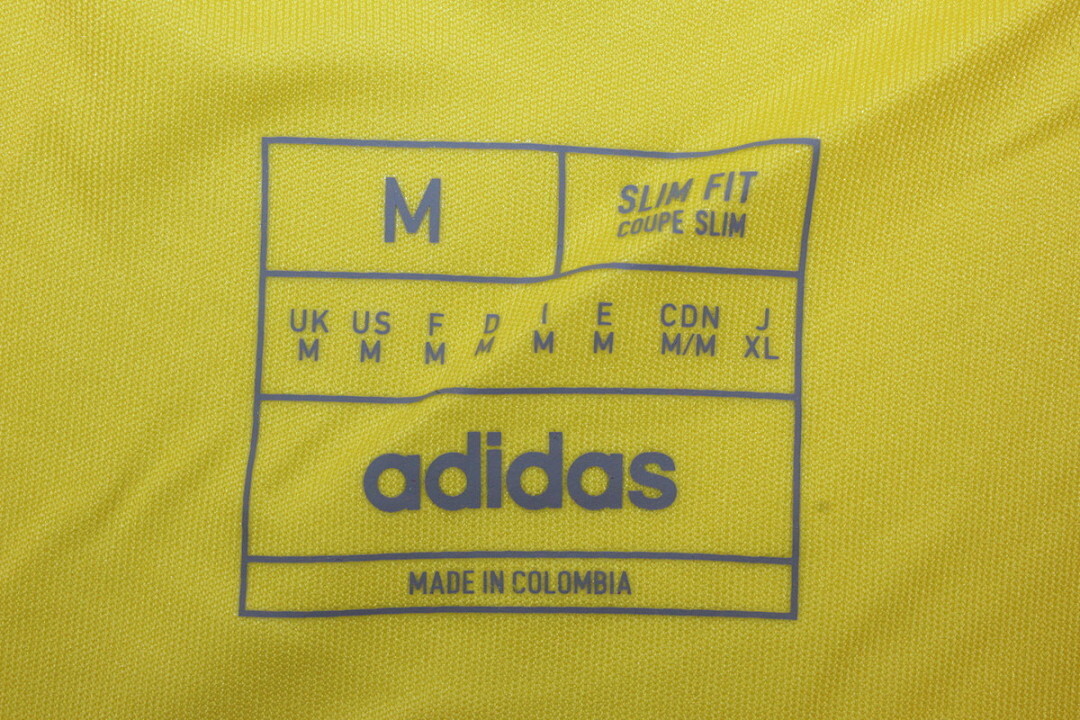 M
SLIM FIT
COUPE SLIM
UK US F D I E CDN J
M M M M M M M/M XL
adidas
MADE IN COLOMBIA